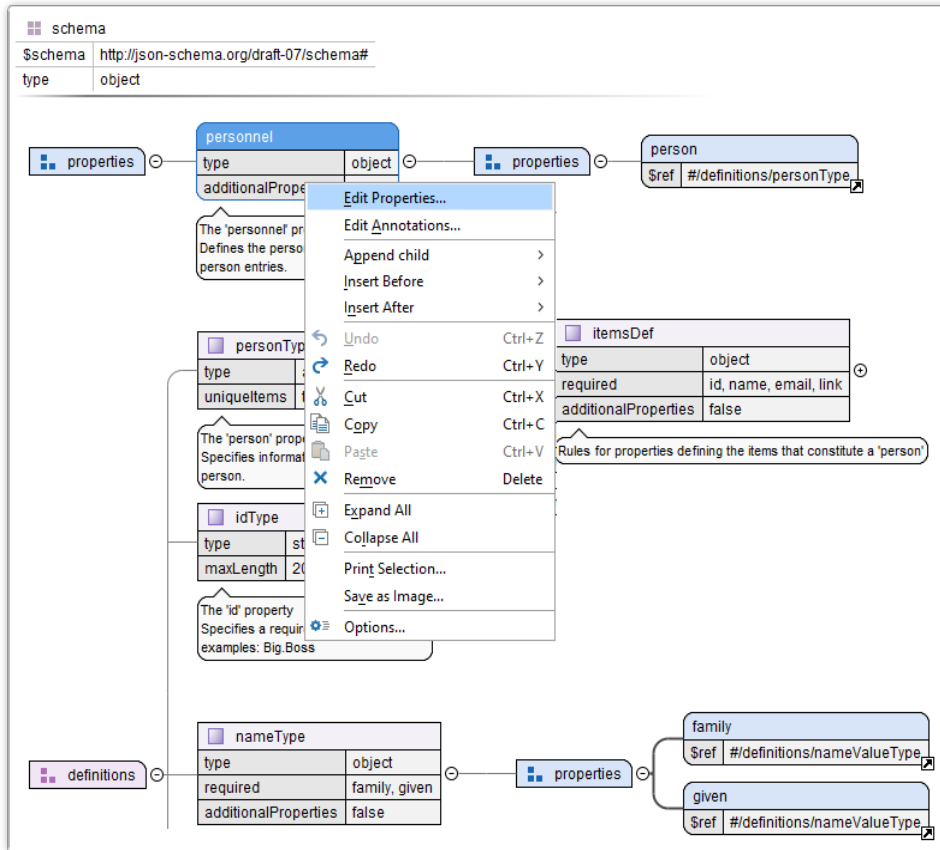 schema
$schema http://json-schema.org/draft-07/schema#
type object
personnel
properties
type object
properties
person
$ref #/definitions/personType
additionalPrope
Edit Properties...
The 'personnel' pr
Edit Annotations...
Defines the perso
person entries.
Append child
Insert Before
Insert After
personTyp
Undo Ctrl+Z
itemsDef
type
Redo Ctrl+Y
type object
uniqueItems
Cut Ctrl+X
required id, name, email, link
Copy Ctrl+C
additionalProperties false
The 'person' prope
Paste Ctrl+V
Rules for properties defining the items that constitute a 'person'
Specifies informat
person.
Remove Delete
idType
Expand All
type st
Collapse All
maxLength 20
Print Selection...
Save as Image...
The 'id' property
Specifies a requir
Options...
examples: Big.Boss
nameType
family
type object
$ref #/definitions/nameValueType
definitions
required family, given
properties
additionalProperties false
given
$ref #/definitions/nameValueType